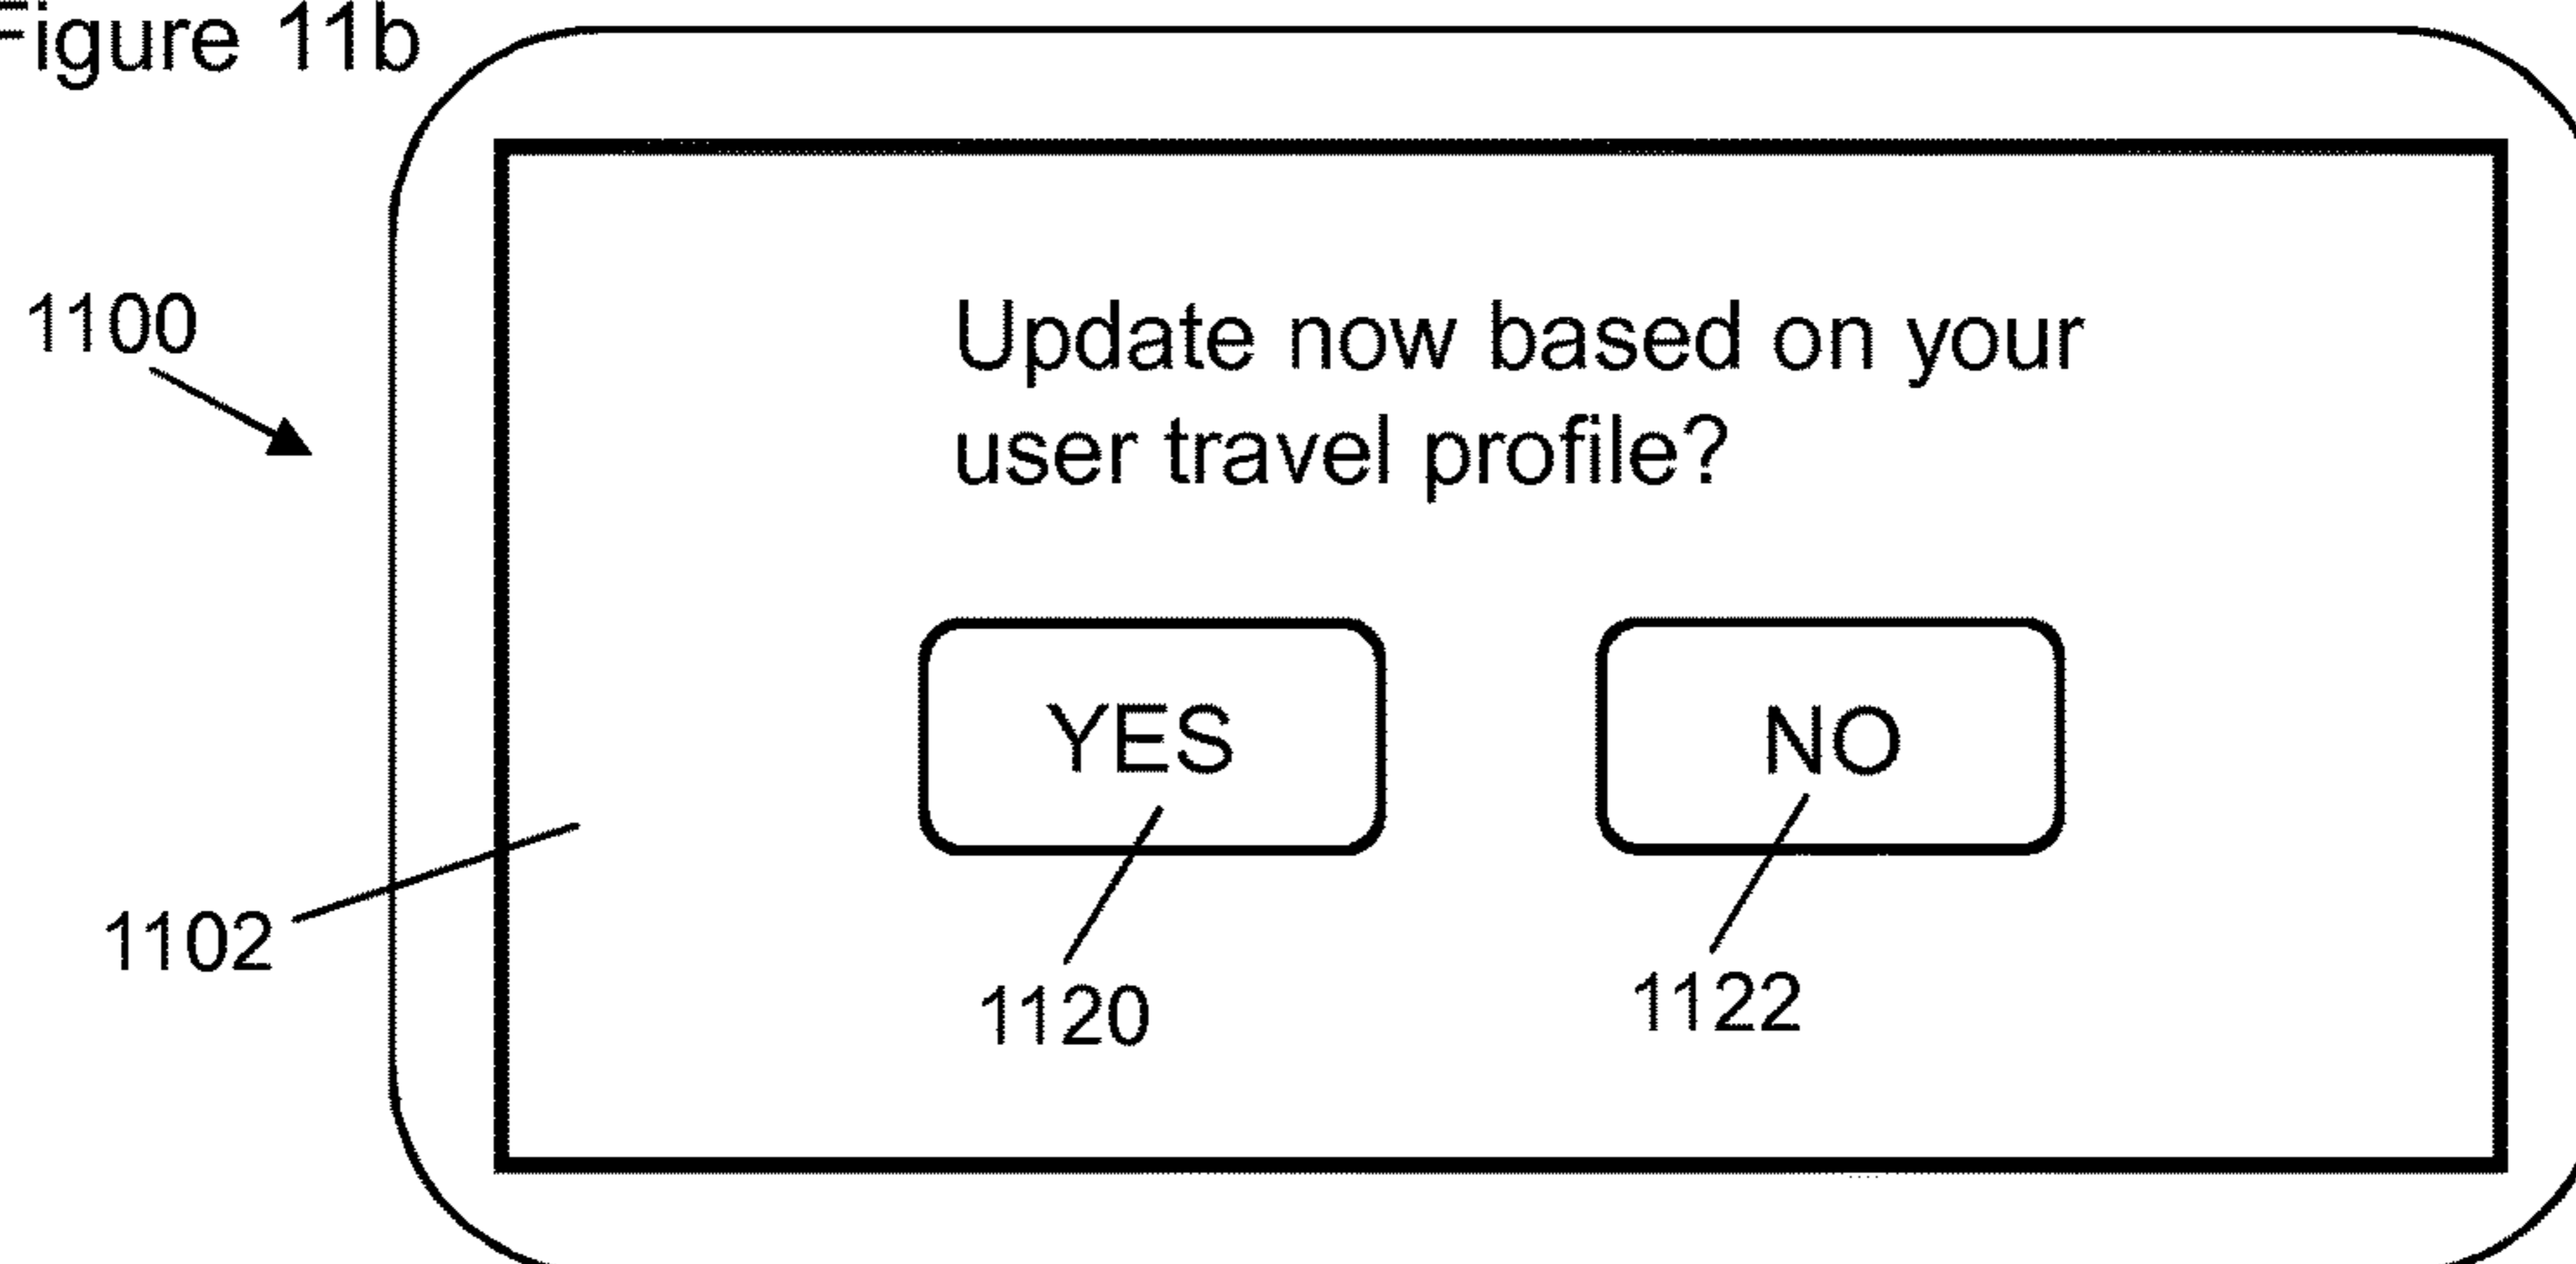 Figure 11b
1100
Update now based on your
user travel profile?
YES NO
1102
1120
1122